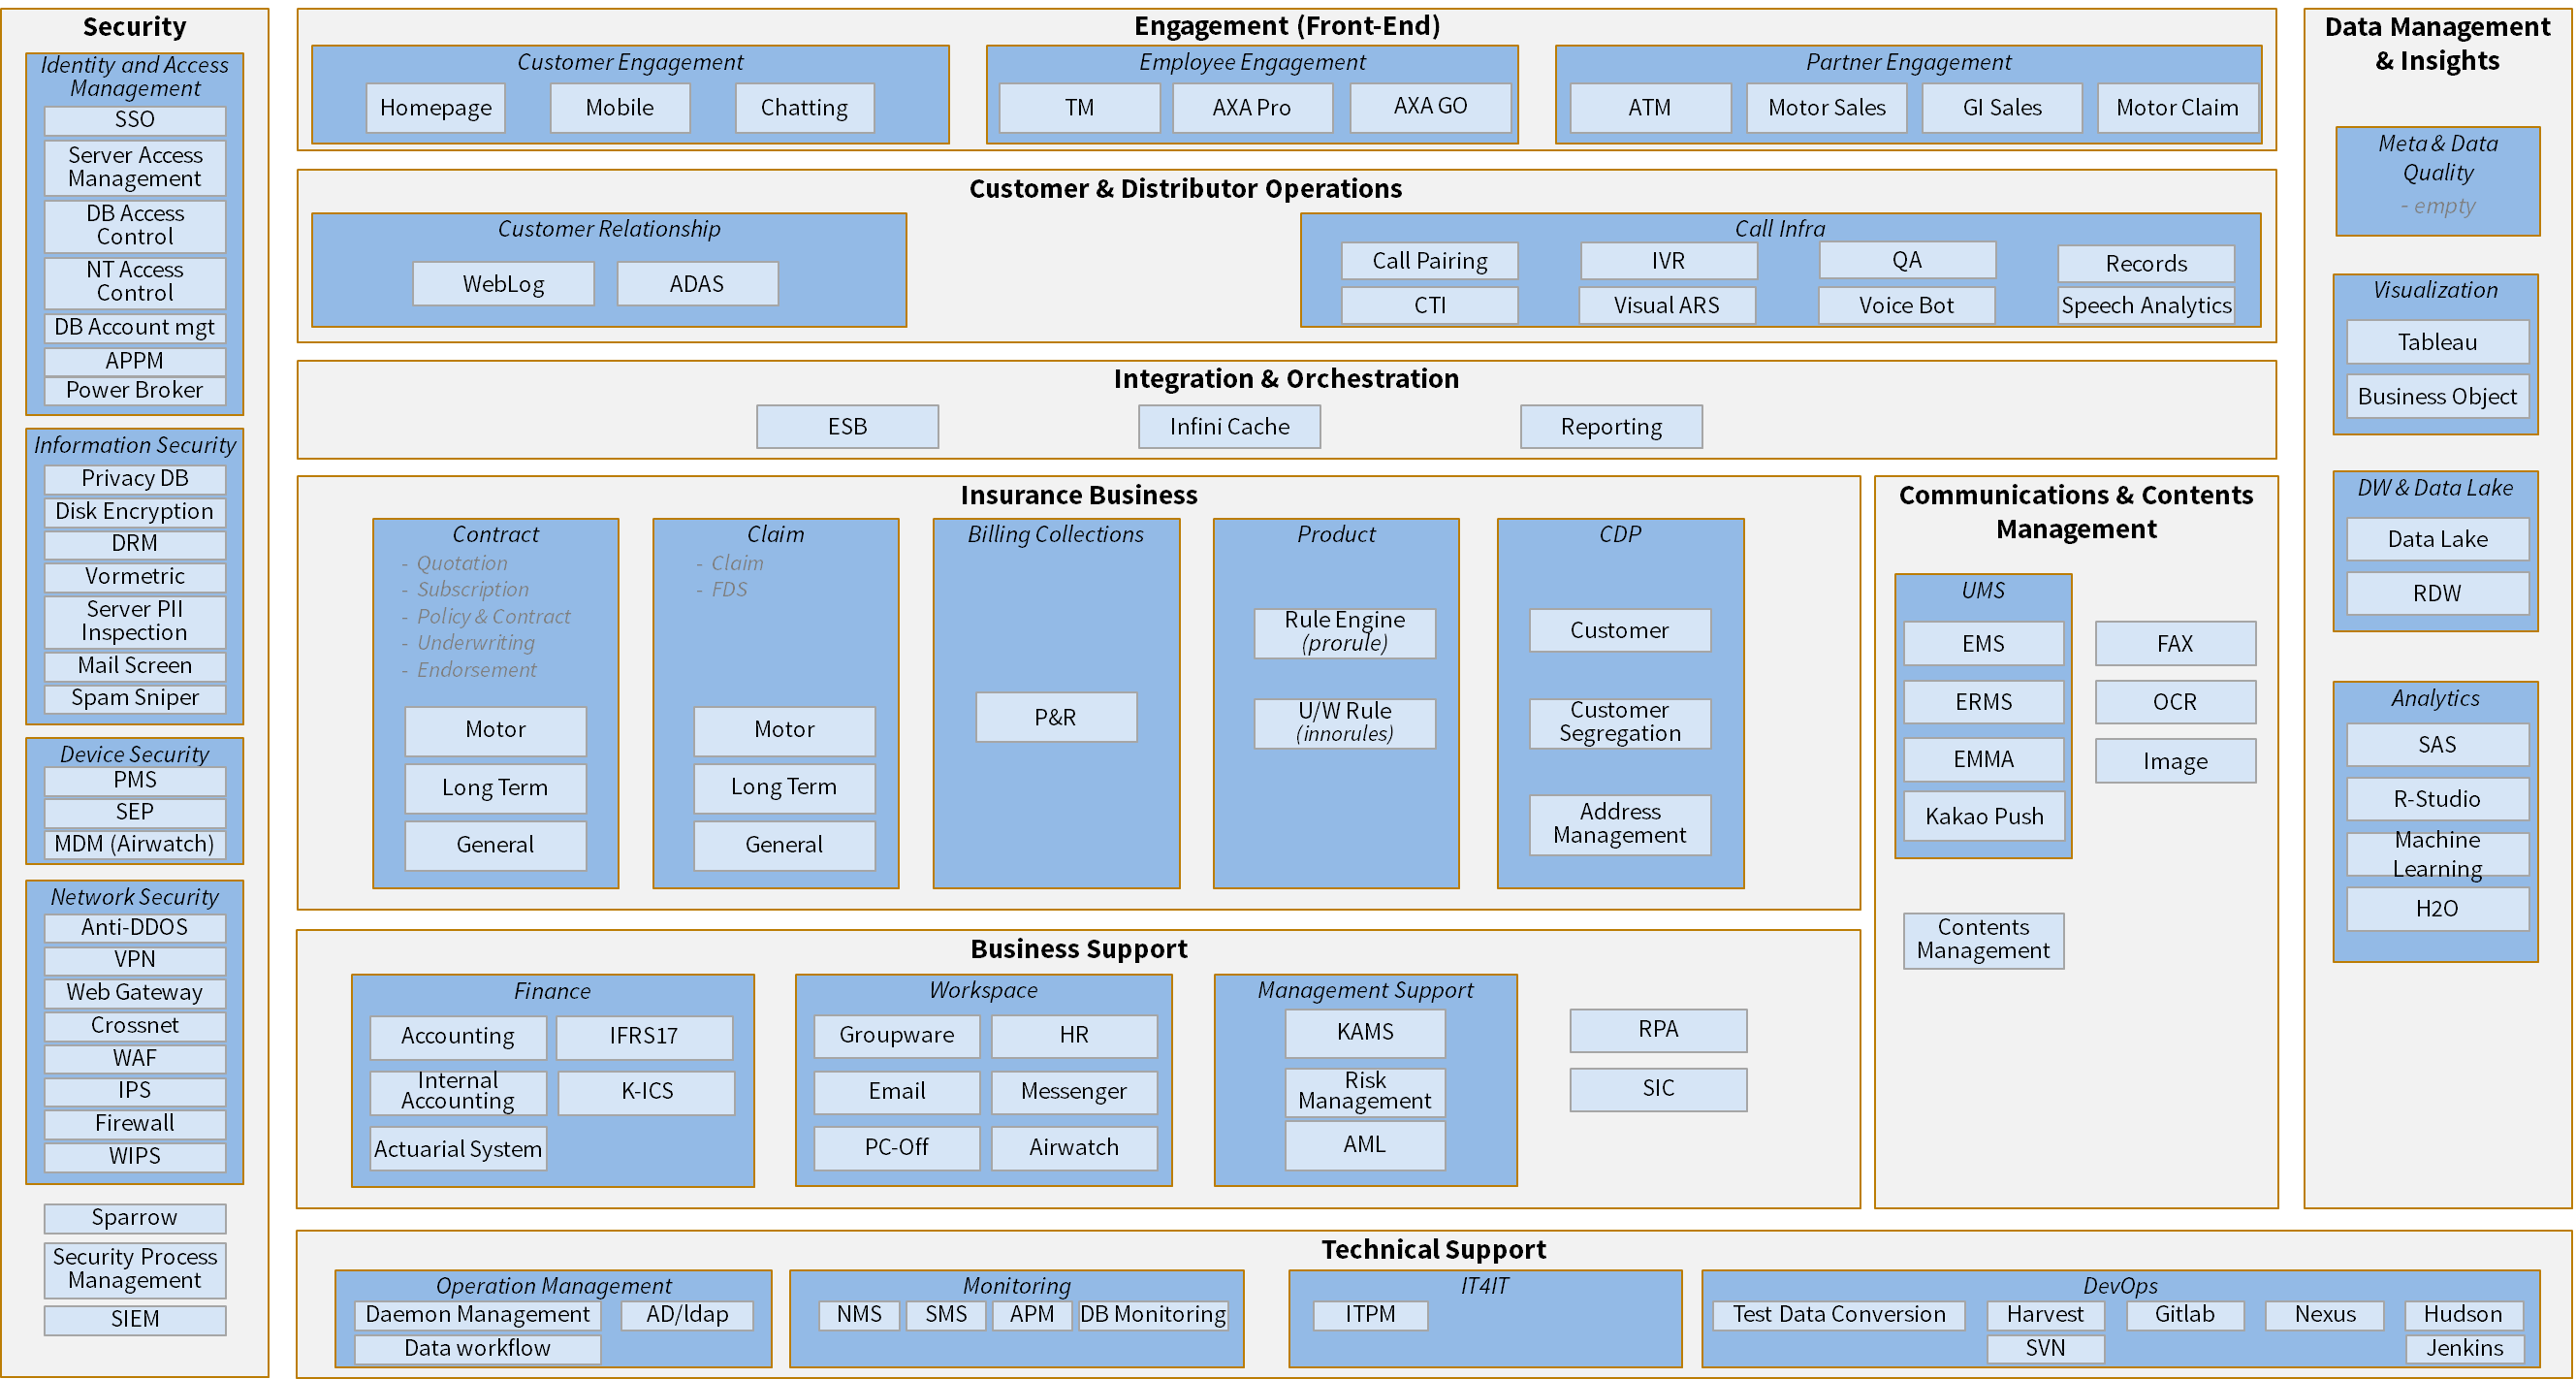 Security
Identity and Access
Management
SSO
Server Access
Management
DB Access
Control
NT Access
Control
DB Account mgt
APPM
Power Broker
Information Security
Privacy DB
Disk Encryption
DRM
Vormetric
Server PII
Inspection
Mail Screen
Spam Sniper
Device Security
PMS
SEP
MDM (Airwatch)
Network Security
Anti-DDOS
VPN
Web Gateway
Crossnet
WAF
IPS
Firewall
WIPS
Sparrow
Security Process
Management
SIEM
Engagement (Front-End)
Customer Engagement
Homepage
Mobile
Chatting
Employee Engagement
TM
AXA Pro
AXA GO
Partner Engagement
ATM
Motor Sales
GI Sales
Motor Claim
Customer & Distributor Operations
Customer Relationship
WebLog
ADAS
Call Infra
Call Pairing
IVR
QA
Records
CTI
Visual ARS
Voice Bot
Speech Analytics
Integration & Orchestration
ESB
Infini Cache
Reporting
Insurance Business
Contract
- Quotation
- Subscription
- Policy & Contract
- Underwriting
- Endorsement
Motor
Long Term
General
Claim
- Claim
- FDS
Motor
Long Term
General
Billing Collections
P&R
Product
Rule Engine
(prorule)
U/W Rule
(innorules)
CDP
Customer
Customer
Segregation
Address
Management
Communications & Contents
Management
UMS
EMS
ERMS
EMMA
Kakao Push
FAX
OCR
Image
Contents
Management
Business Support
Finance
Accounting
IFRS17
Internal
Accounting
K-ICS
Actuarial System
Workspace
Groupware
HR
Email
Messenger
PC-Off
Airwatch
Management Support
KAMS
Risk
Management
AML
RPA
SIC
Data Management
& Insights
Meta & Data
Quality
- empty
Visualization
Tableau
Business Object
DW & Data Lake
Data Lake
RDW
Analytics
SAS
R-Studio
Machine
Learning
H2O
Technical Support
Operation Management
Daemon Management
AD/ldap
Data workflow
Monitoring
NMS
SMS
APM
DB Monitoring
IT4IT
ITPM
DevOps
Test Data Conversion
Harvest
Gitlab
Nexus
Hudson
SVN
Jenkins